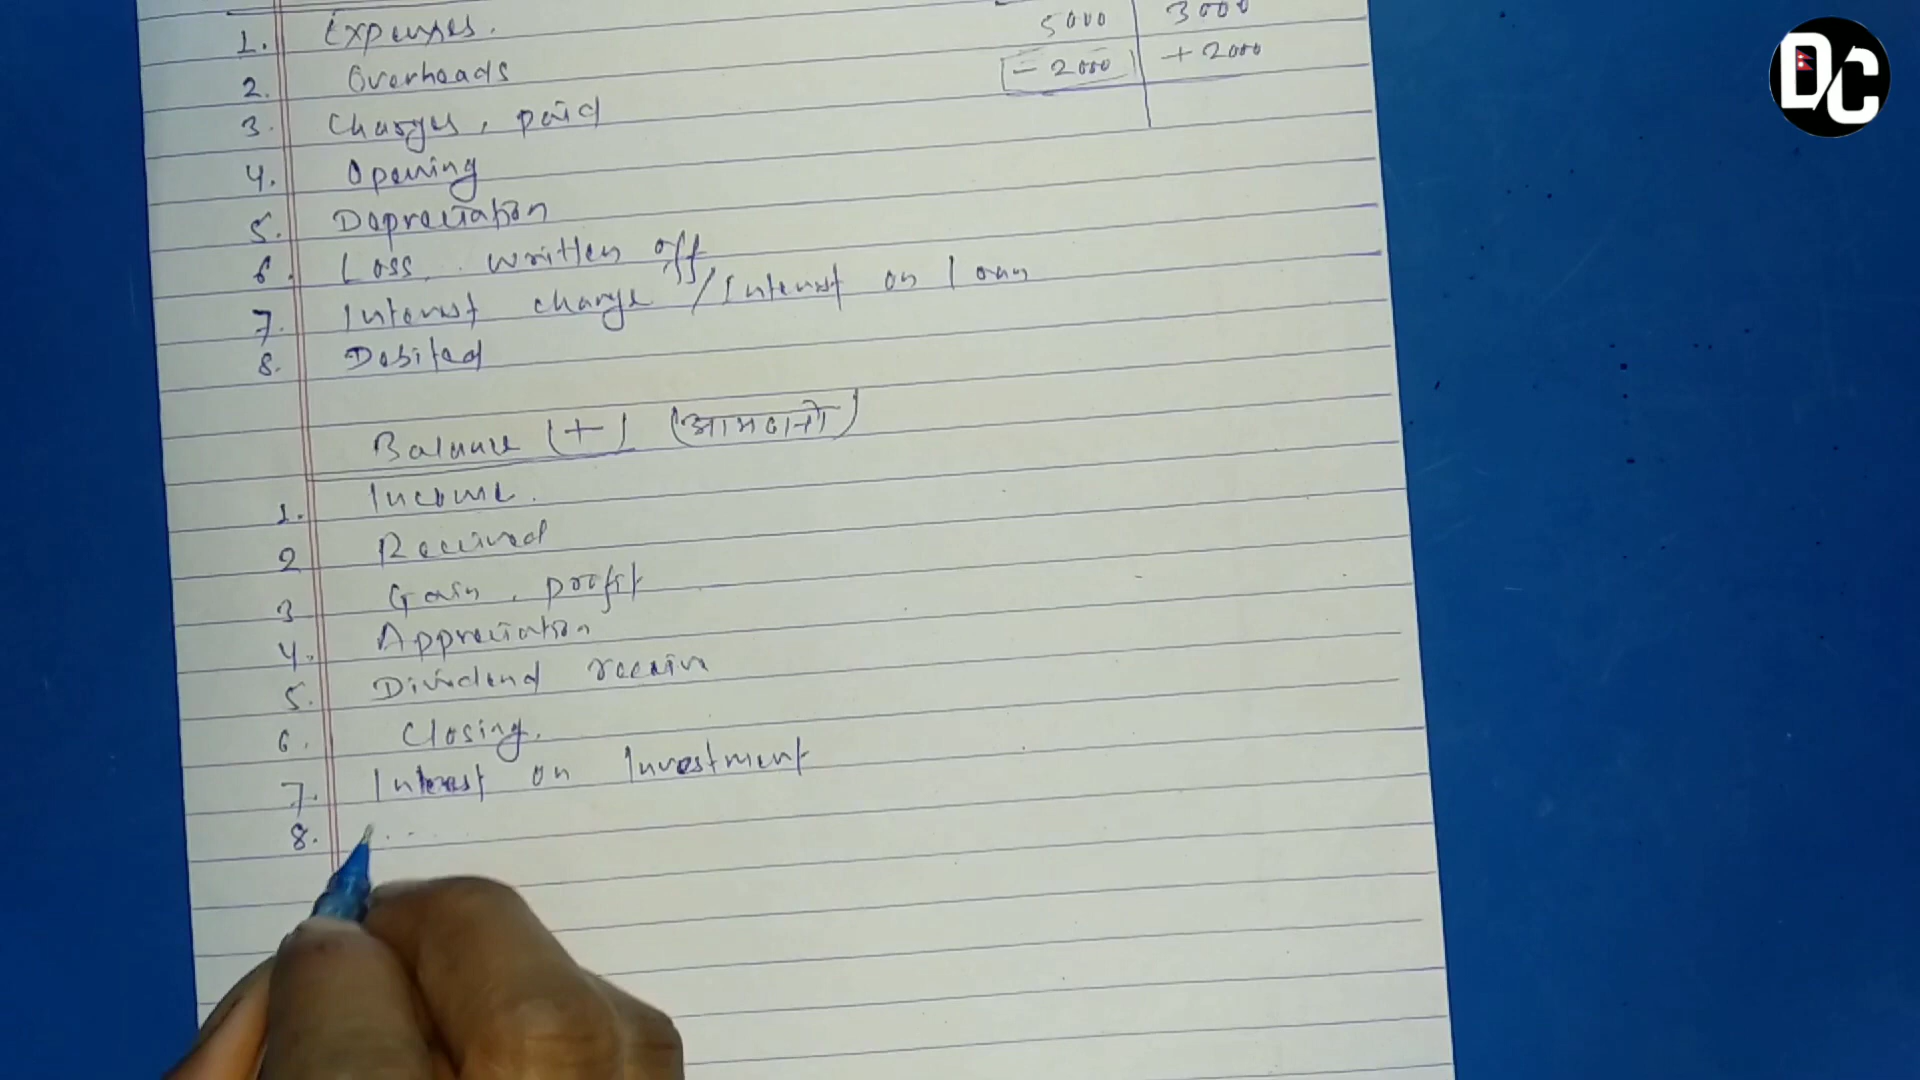 1. Expenses. 5000 3000
2. Overheads - 2000 + 2000
3. Charges, paid
4. Opening
5. Depreciation
6. Loss, written off
7. Interest charge / Interest on loan
8. Debited
Balance (+) (आमदानी)
1. Income.
2 Received
3 Gain, profit
4. Appreciation
5. Dividend receive
6. Closing.
7. Interest on Investment
8. ...
DC